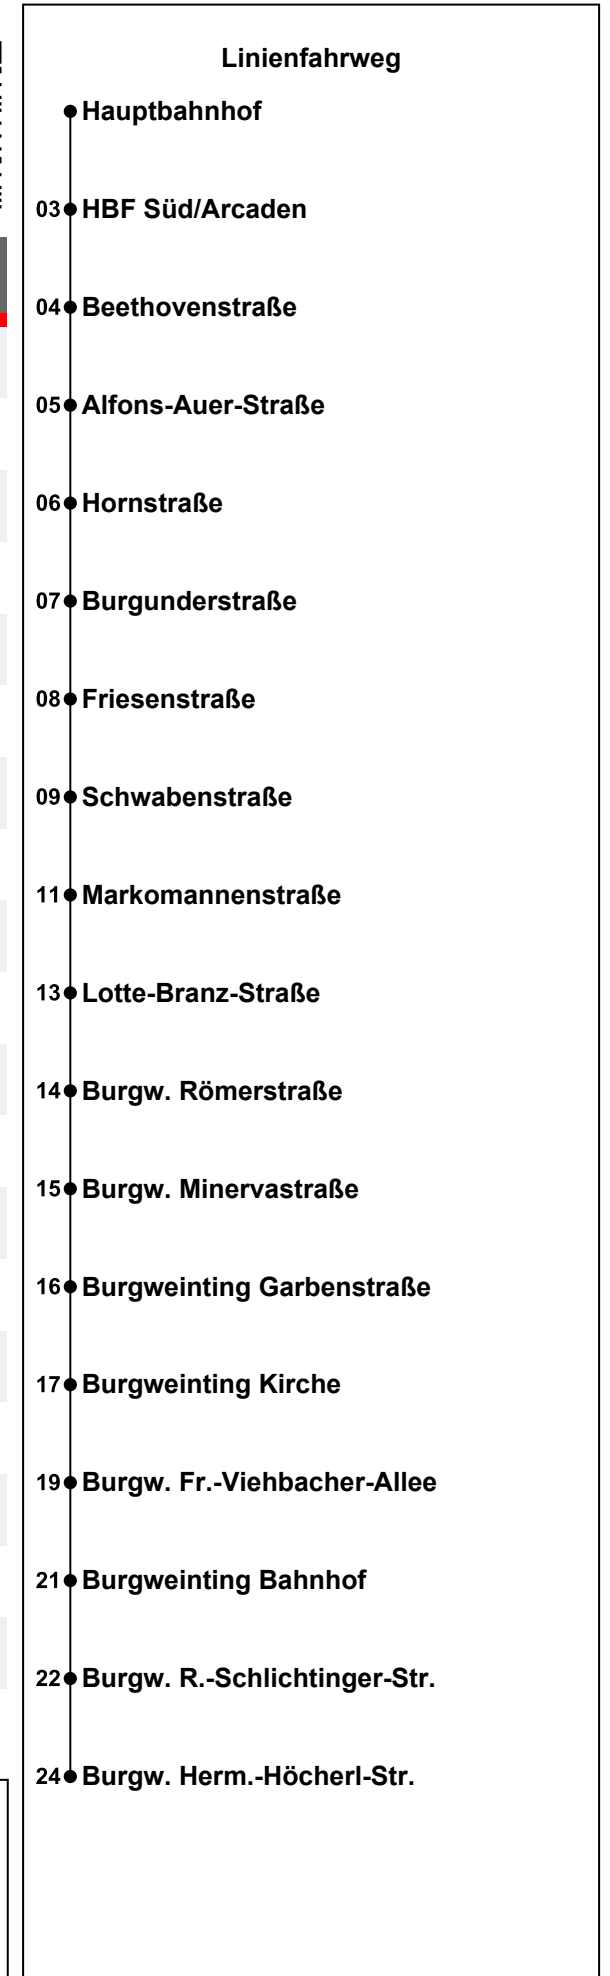 Linienfahrweg
Hauptbahnhof
03 HBF Süd/Arcaden
04 Beethovenstraße
05 Alfons-Auer-Straße
06 Hornstraße
07 Burgunderstraße
08 Friesenstraße
09 Schwabenstraße
11 Markomannenstraße
13 Lotte-Branz-Straße
14 Burgw. Römerstraße
15 Burgw. Minervastraße
16 Burgweinting Garbenstraße
17 Burgweinting Kirche
19 Burgw. Fr.-Viehbacher-Allee
21 Burgweinting Bahnhof
22 Burgw. R.-Schlichtinger-Str.
24 Burgw. Herm.-Höcherl-Str.